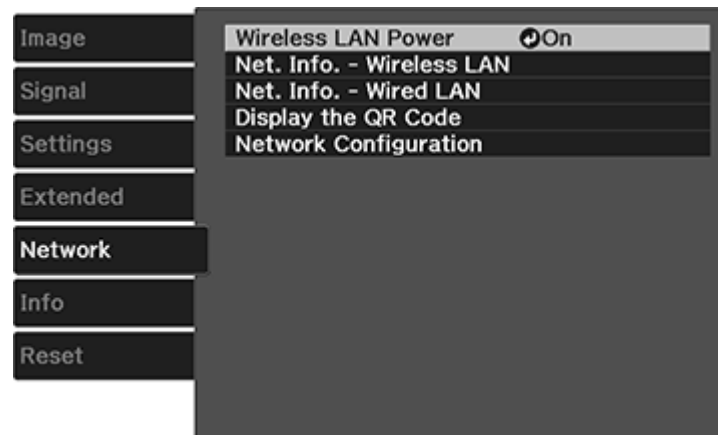 Image
Signal
Settings
Extended
Network
Info
Reset
Wireless LAN Power On
Net. Info. - Wireless LAN
Net. Info. - Wired LAN
Display the QR Code
Network Configuration